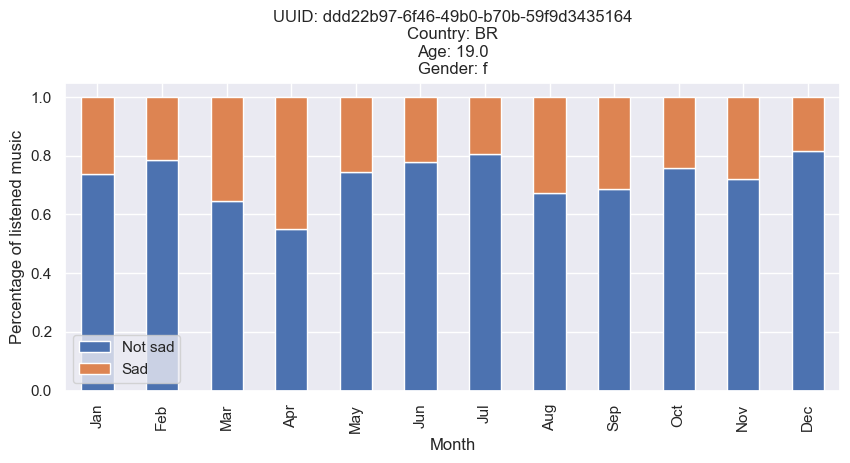 UUID: ddd22b97-6f46-49b0-b70b-59f9d3435164
Country: BR
Age: 19.0
Gender: f
Percentage of listened music
1.0
0.8
0.6
0.4
0.2
0.0
Not sad
Sad
Jan
Feb
Mar
Apr
May
Jun
Jul
Aug
Sep
Oct
Nov
Dec
Month